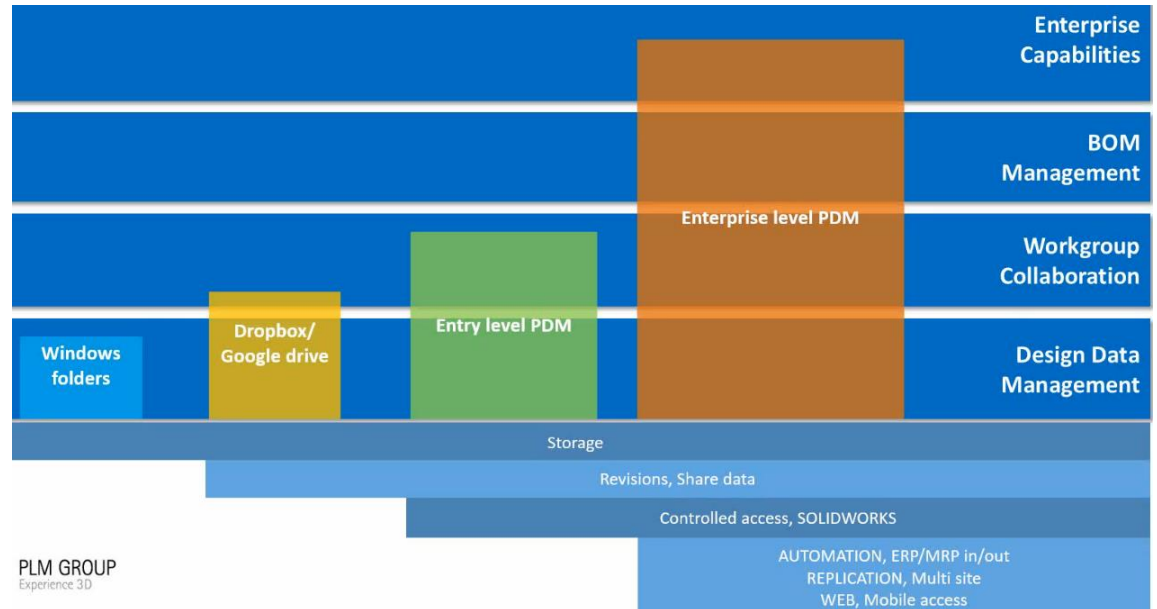 Enterprise
Capabilities
BOM
Management
Enterprise level PDM
Workgroup
Collaboration
Entry level PDM
Dropbox/
Google drive
Windows
folders
Design Data
Management
Storage
Revisions, Share data
Controlled access, SOLIDWORKS
AUTOMATION, ERP/MRP in/out
REPLICATION, Multi site
WEB, Mobile access
PLM GROUP
Experience 3D